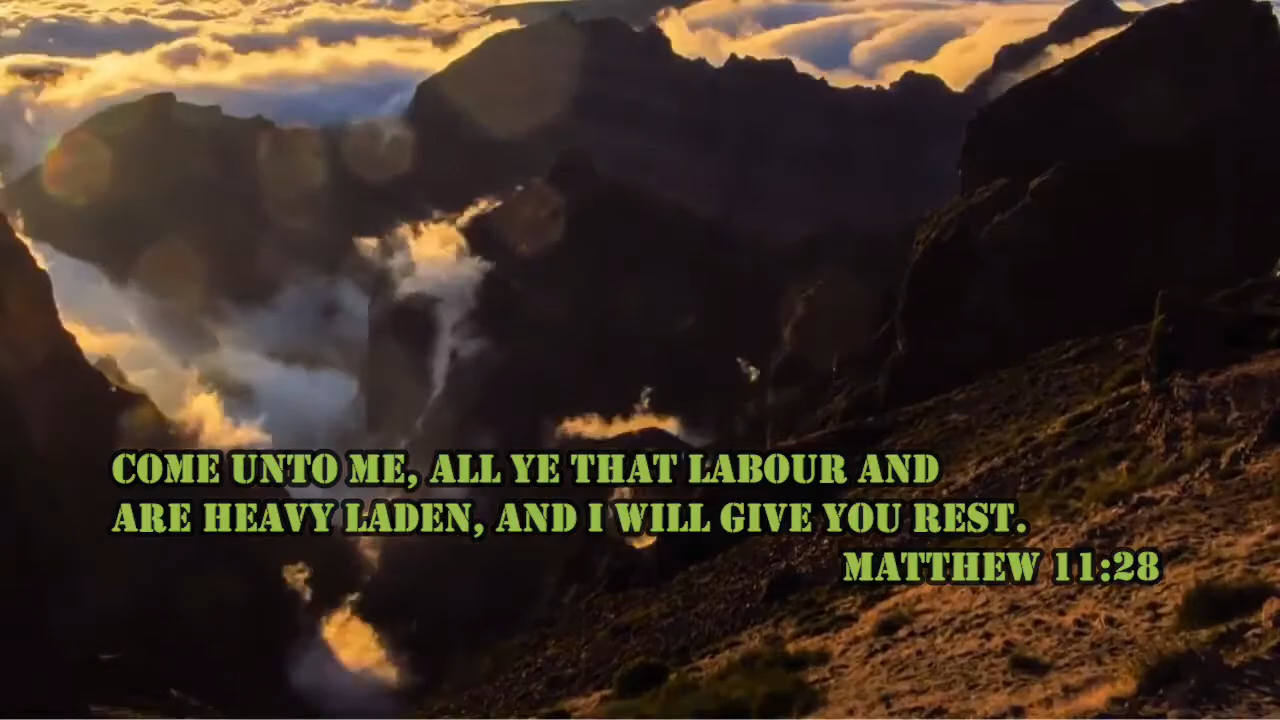 COME UNTO ME, ALL YE THAT LABOUR AND
ARE HEAVY LADEN, AND I WILL GIVE YOU REST.
MATTHEW 11:28